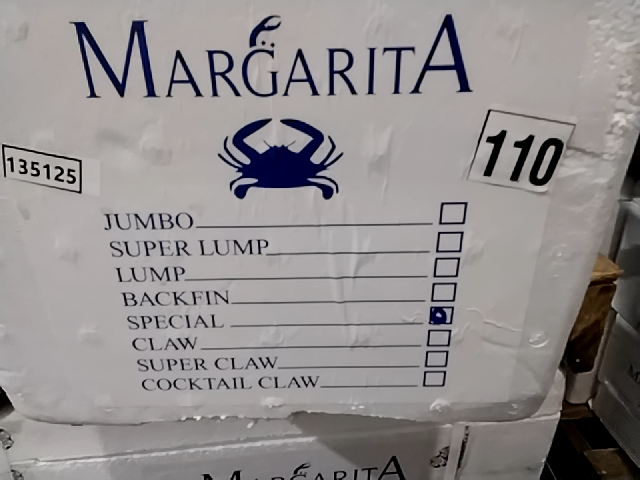 MARGARITA
110
135125
JUMBO
SUPER LUMP
LUMP
BACKFIN
SPECIAL
CLAW
SUPER CLAW
COCKTAIL CLAW
MARGARITA